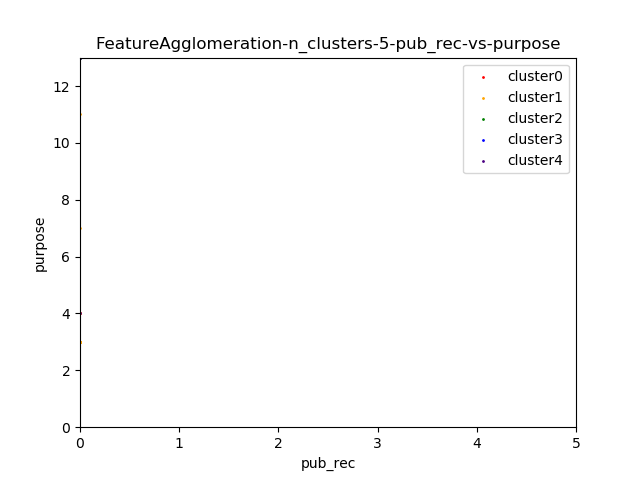 FeatureAgglomeration-n_clusters-5-pub_rec-vs-purpose
cluster0
cluster1
cluster2
cluster3
cluster4
12
10
8
6
4
2
0
purpose
0 1 2 3 4 5
pub_rec